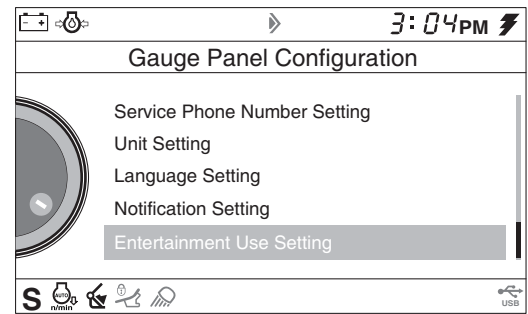 3:04PM
Gauge Panel Configuration
Service Phone Number Setting
Unit Setting
Language Setting
Notification Setting
Entertainment Use Setting
S AUTO n/min USB